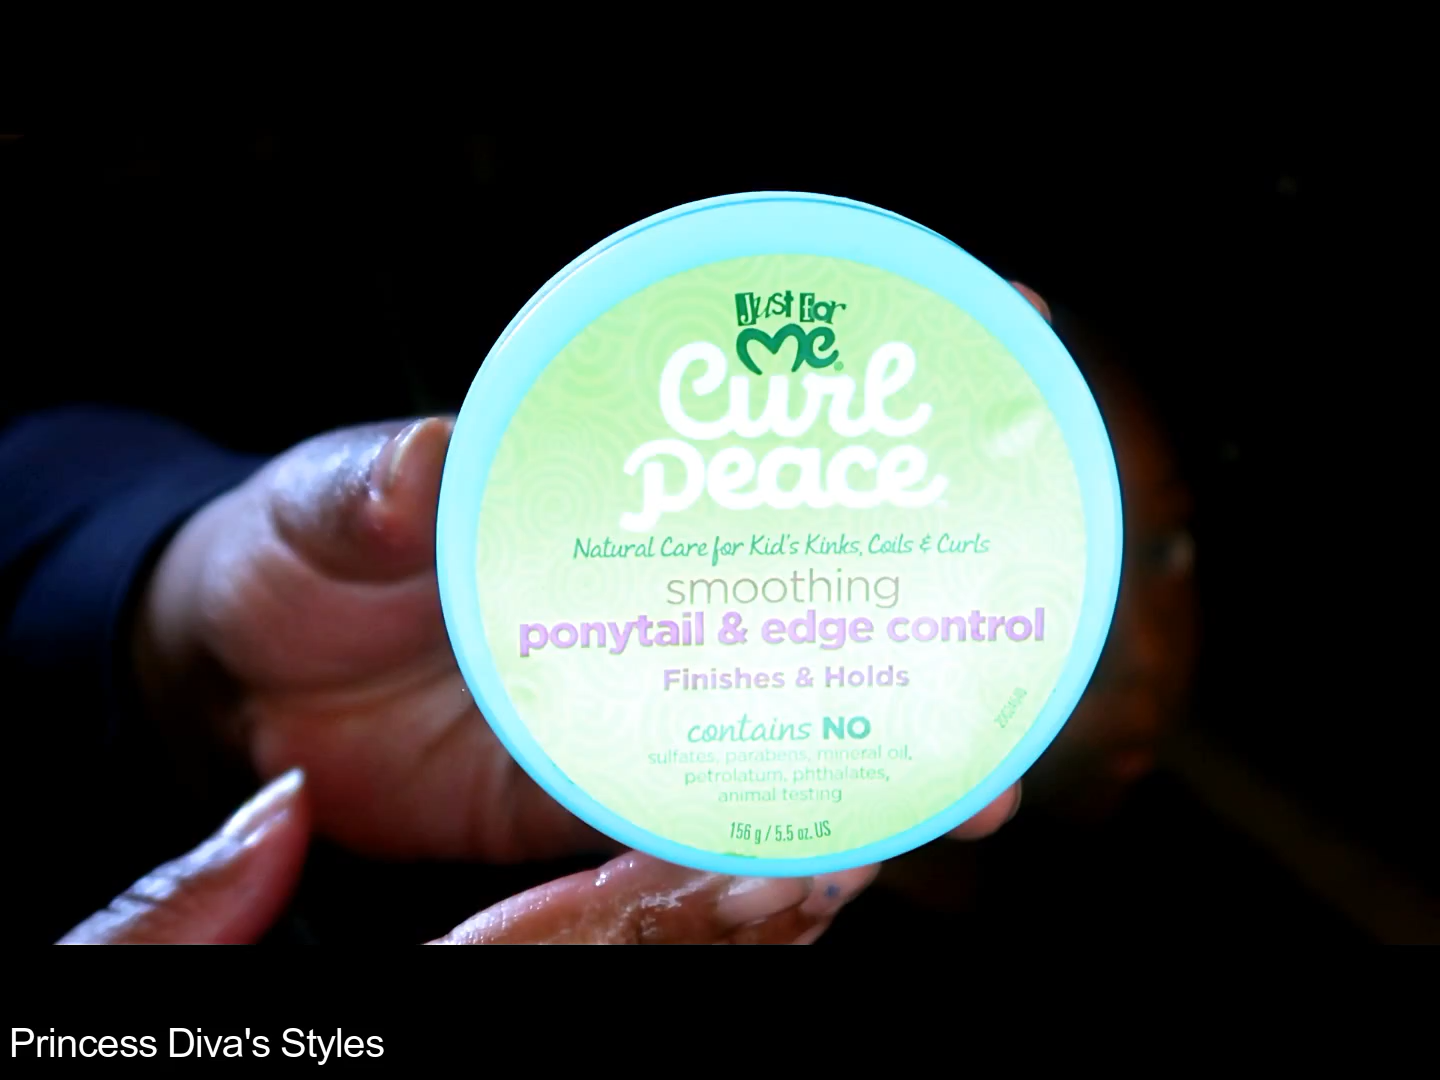 Just For
Me®
Curl
Peace
Natural Care for Kid's Kinks, Coils & Curls
smoothing
ponytail & edge control
Finishes & Holds
contains NO
sulfates, parabens, mineral oil,
petrolatum, phthalates,
animal testing
156 g / 5.5 oz. US
Princess Diva's Styles